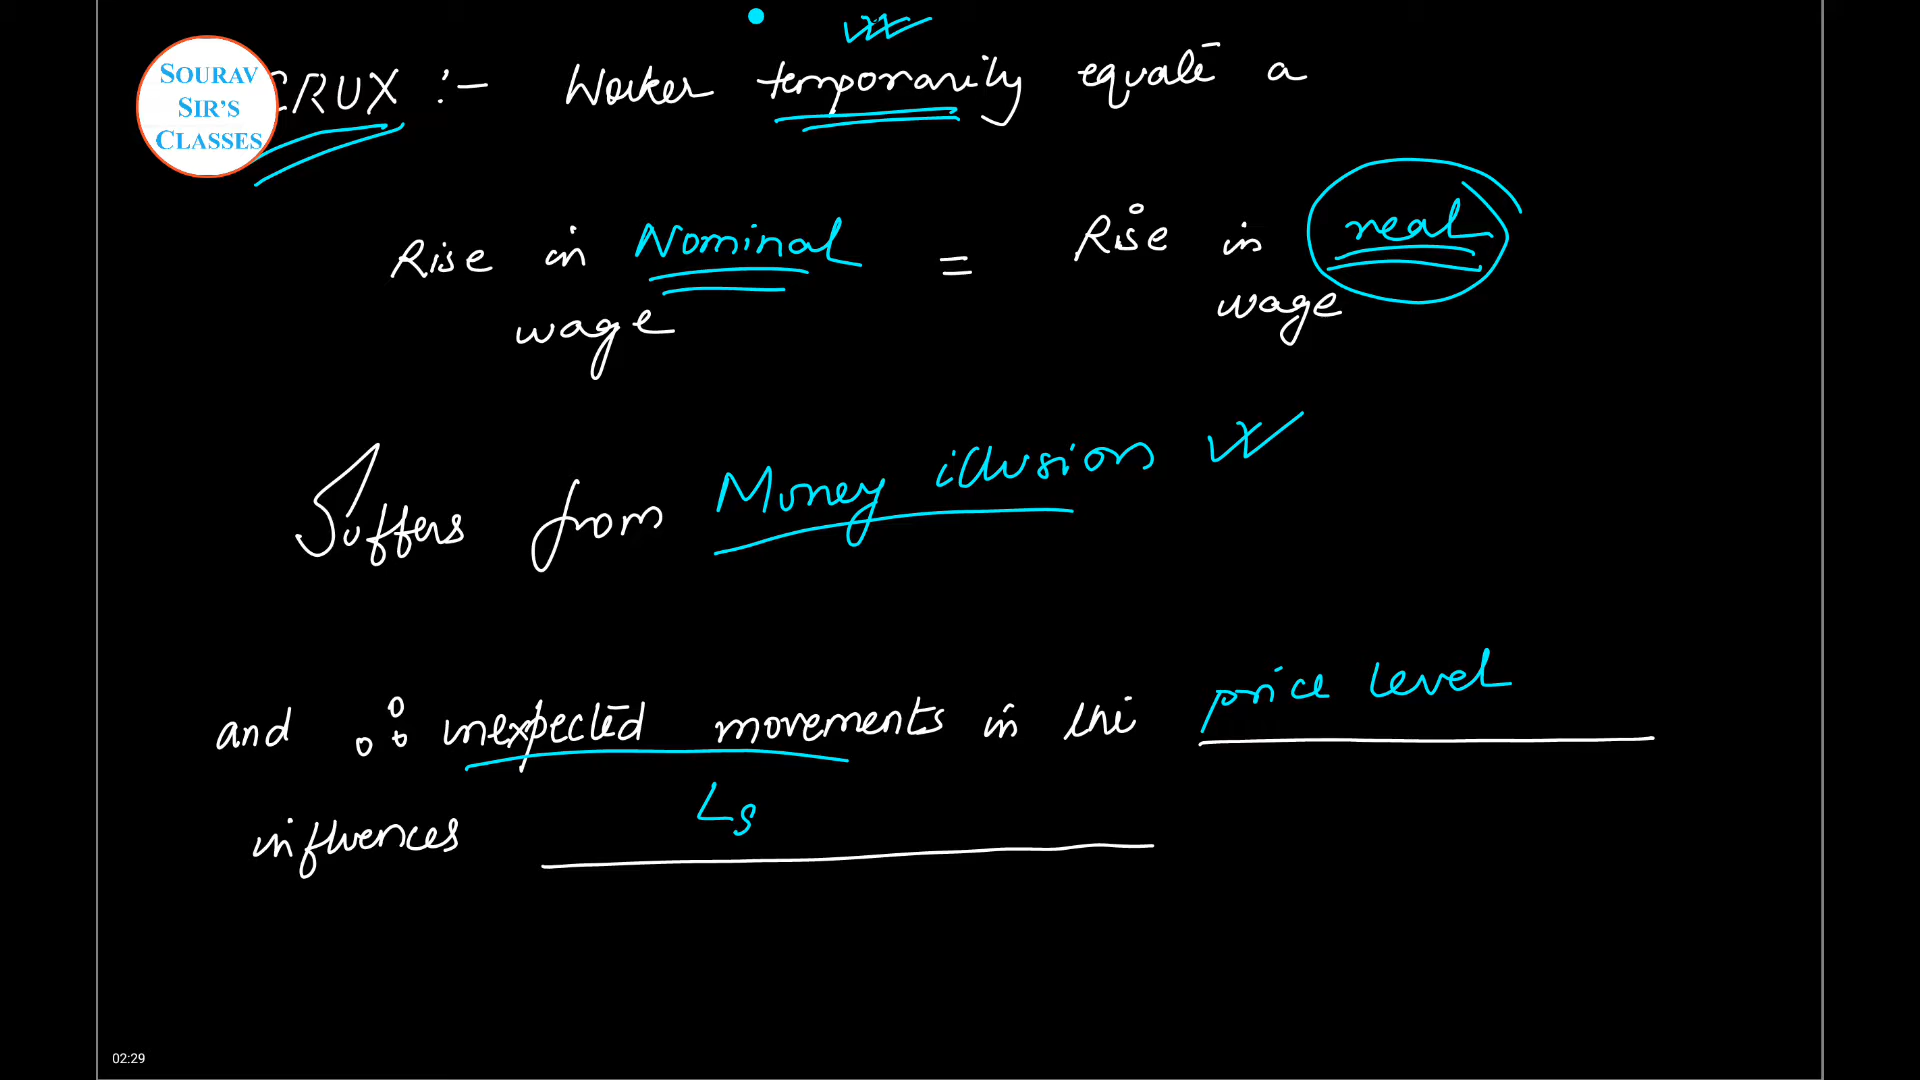 SOURAV
SIR'S
CLASSES
CRUX :- Worker temporarily equate a
Rise in Nominal wage = Rise in real wage
Suffers from Money illusion
and ∴ unexpected movements in the price level
influences Ls
02:29